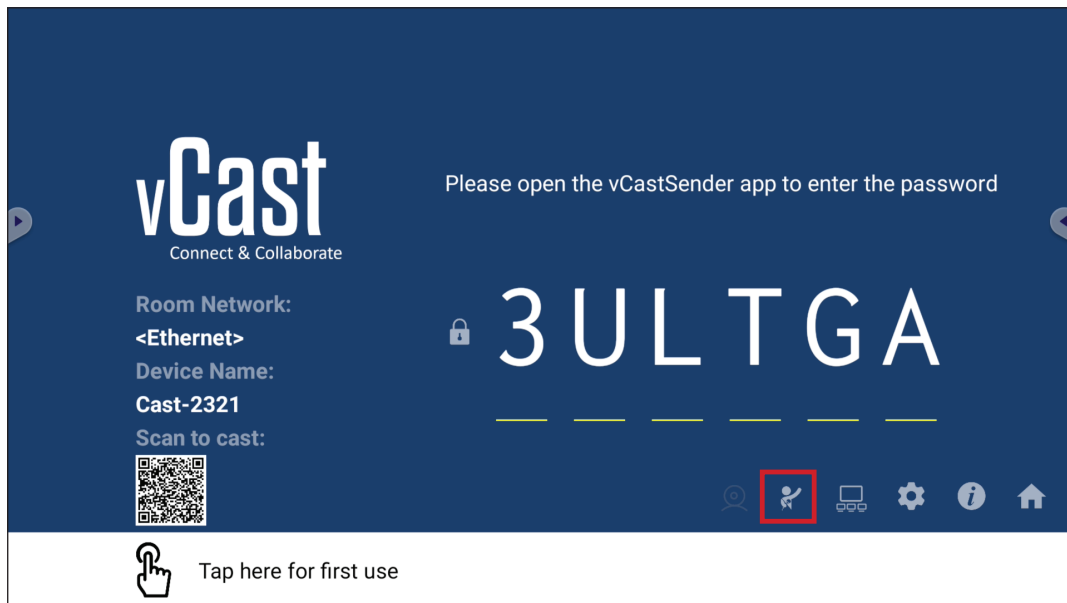 vCast
Connect & Collaborate
Please open the vCastSender app to enter the password
Room Network:
<Ethernet>
Device Name:
Cast-2321
Scan to cast:
3ULTGA
Tap here for first use